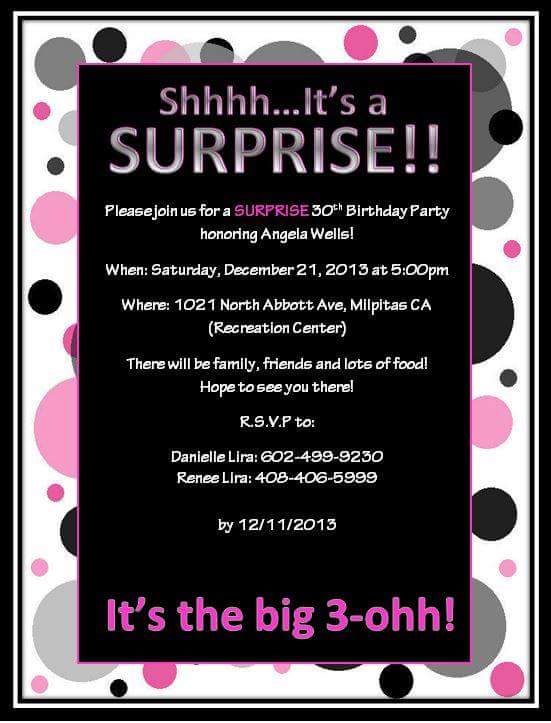 Shhhh...It's a
SURPRISE!!
Please join us for a SURPRISE 30th Birthday Party
honoring Angela Wells!
When: Saturday, December 21, 2013 at 5:00pm
Where: 1021 North Abbott Ave, Milpitas CA
(Recreation Center)
There will be family, friends and lots of food!
Hope to see you there!
R.S.V.P to:
Danielle Lira: 602-499-9230
Renee Lira: 408-406-5999
by 12/11/2013
It's the big 3-ohh!